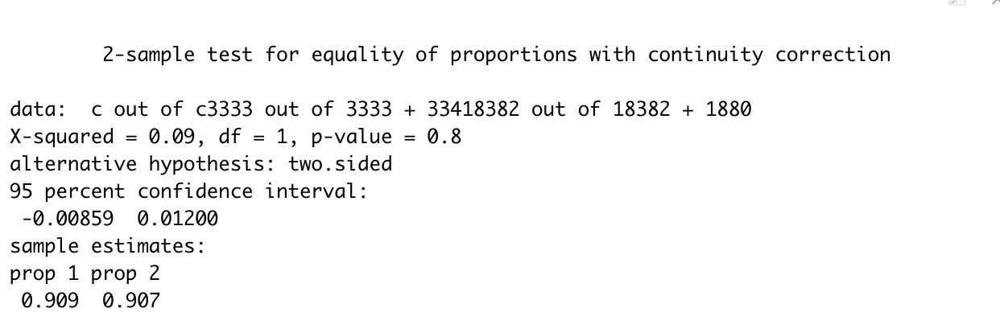 2-sample test for equality of proportions with continuity correction
data:  c out of c3333 out of 3333 + 33418382 out of 18382 + 1880
X-squared = 0.09, df = 1, p-value = 0.8
alternative hypothesis: two.sided
95 percent confidence interval:
-0.00859  0.01200
sample estimates:
prop 1 prop 2
0.909  0.907